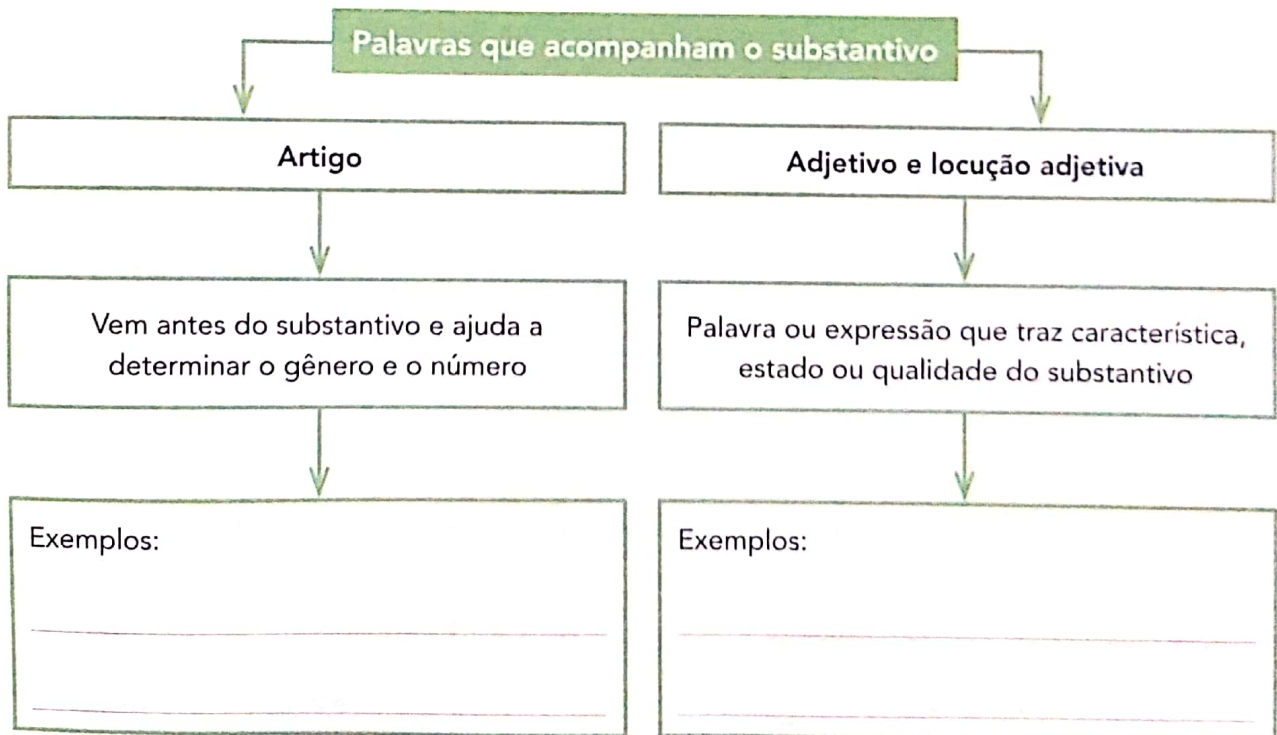 Palavras que acompanham o substantivo
Artigo
Vem antes do substantivo e ajuda a
determinar o gênero e o número
Exemplos:
Adjetivo e locução adjetiva
Palavra ou expressão que traz característica,
estado ou qualidade do substantivo
Exemplos: